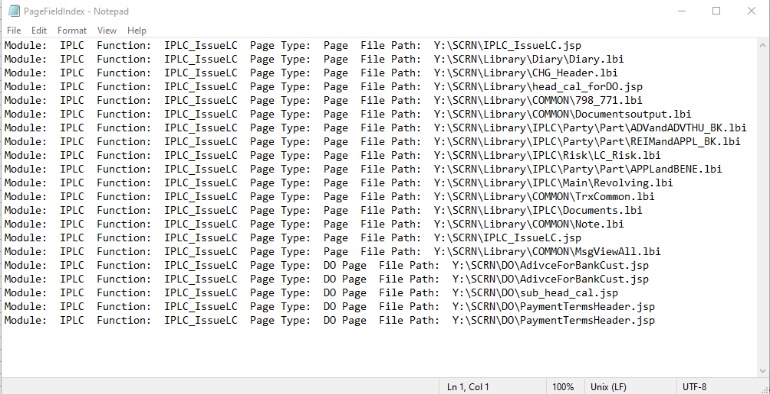 PageFieldIndex - Notepad
File Edit Format View Help
Module: IPLC Function: IPLC_IssueLC Page Type: Page File Path: Y:\SCRN\IPLC_IssueLC.jsp
Module: IPLC Function: IPLC_IssueLC Page Type: Page File Path: Y:\SCRN\Library\Diary\Diary.lbi
Module: IPLC Function: IPLC_IssueLC Page Type: Page File Path: Y:\SCRN\Library\CHG_Header.lbi
Module: IPLC Function: IPLC_IssueLC Page Type: Page File Path: Y:\SCRN\Library\head_cal_forDO.jsp
Module: IPLC Function: IPLC_IssueLC Page Type: Page File Path: Y:\SCRN\Library\COMMON\798_771.lbi
Module: IPLC Function: IPLC_IssueLC Page Type: Page File Path: Y:\SCRN\Library\COMMON\Documentsoutput.lbi
Module: IPLC Function: IPLC_IssueLC Page Type: Page File Path: Y:\SCRN\Library\IPLC\Party\Part\ADVandADVTHU_BK.lbi
Module: IPLC Function: IPLC_IssueLC Page Type: Page File Path: Y:\SCRN\Library\IPLC\Party\Part\REIMandAPPL_BK.lbi
Module: IPLC Function: IPLC_IssueLC Page Type: Page File Path: Y:\SCRN\Library\IPLC\Risk\LC_Risk.lbi
Module: IPLC Function: IPLC_IssueLC Page Type: Page File Path: Y:\SCRN\Library\IPLC\Party\Part\APPLandBENE.lbi
Module: IPLC Function: IPLC_IssueLC Page Type: Page File Path: Y:\SCRN\Library\IPLC\Main\Revolving.lbi
Module: IPLC Function: IPLC_IssueLC Page Type: Page File Path: Y:\SCRN\Library\COMMON\TrxCommon.lbi
Module: IPLC Function: IPLC_IssueLC Page Type: Page File Path: Y:\SCRN\Library\IPLC\Documents.lbi
Module: IPLC Function: IPLC_IssueLC Page Type: Page File Path: Y:\SCRN\Library\COMMON\Note.lbi
Module: IPLC Function: IPLC_IssueLC Page Type: Page File Path: Y:\SCRN\IPLC_IssueLC.jsp
Module: IPLC Function: IPLC_IssueLC Page Type: Page File Path: Y:\SCRN\Library\COMMON\MsgViewAll.lbi
Module: IPLC Function: IPLC_IssueLC Page Type: DO Page File Path: Y:\SCRN\DO\AdivceForBankCust.jsp
Module: IPLC Function: IPLC_IssueLC Page Type: DO Page File Path: Y:\SCRN\DO\AdivceForBankCust.jsp
Module: IPLC Function: IPLC_IssueLC Page Type: DO Page File Path: Y:\SCRN\DO\sub_head_cal.jsp
Module: IPLC Function: IPLC_IssueLC Page Type: DO Page File Path: Y:\SCRN\DO\PaymentTermsHeader.jsp
Module: IPLC Function: IPLC_IssueLC Page Type: DO Page File Path: Y:\SCRN\DO\PaymentTermsHeader.jsp
Ln 1, Col 1 100% Unix (LF) UTF-8